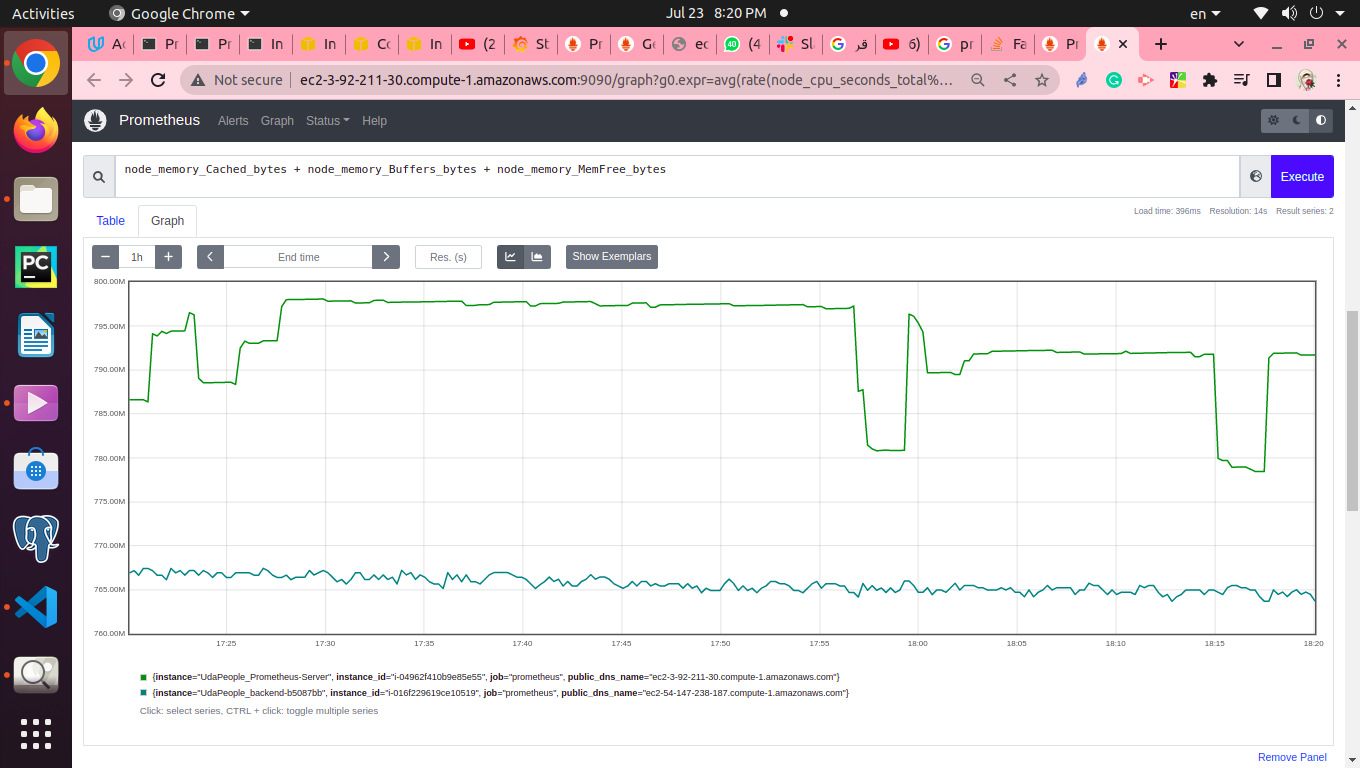 Activities Google Chrome Jul 23 8:20 PM en
Ac Pr Pr In In Cc In (2 St Pr Ge ec (4 Sl قر б) pr Fa Pr
Not secure ec2-3-92-211-30.compute-1.amazonaws.com:9090/graph?g0.expr=avg(rate(node_cpu_seconds_total%...
Prometheus Alerts Graph Status Help
node_memory_Cached_bytes + node_memory_Buffers_bytes + node_memory_MemFree_bytes
Execute
Table Graph
Load time: 396ms Resolution: 14s Result series: 2
− 1h + End time Res. (s) Show Exemplars
800.00M
795.00M
790.00M
785.00M
780.00M
775.00M
770.00M
765.00M
760.00M
17:25 17:30 17:35 17:40 17:45 17:50 17:55 18:00 18:05 18:10 18:15 18:20
{instance="UdaPeople_Prometheus-Server", instance_id="i-04962f410b9e85e55", job="prometheus", public_dns_name="ec2-3-92-211-30.compute-1.amazonaws.com"}
{instance="UdaPeople_backend-b5087bb", instance_id="i-016f229619ce10519", job="prometheus", public_dns_name="ec2-54-147-238-187.compute-1.amazonaws.com"}
Click: select series, CTRL + click: toggle multiple series
Remove Panel
PC